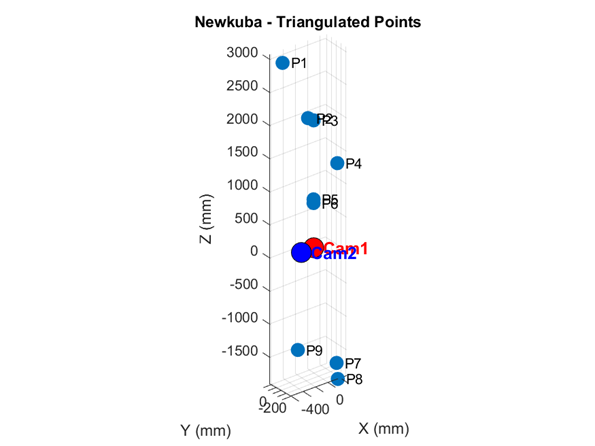 Newkuba - Triangulated Points
3000
2500
2000
1500
1000
500
0
-500
-1000
-1500
Z (mm)
P1
P2
P3
P4
P5
P6
Cam1
Cam2
P9
P7
P8
0
-200
-400
0
Y (mm)
X (mm)